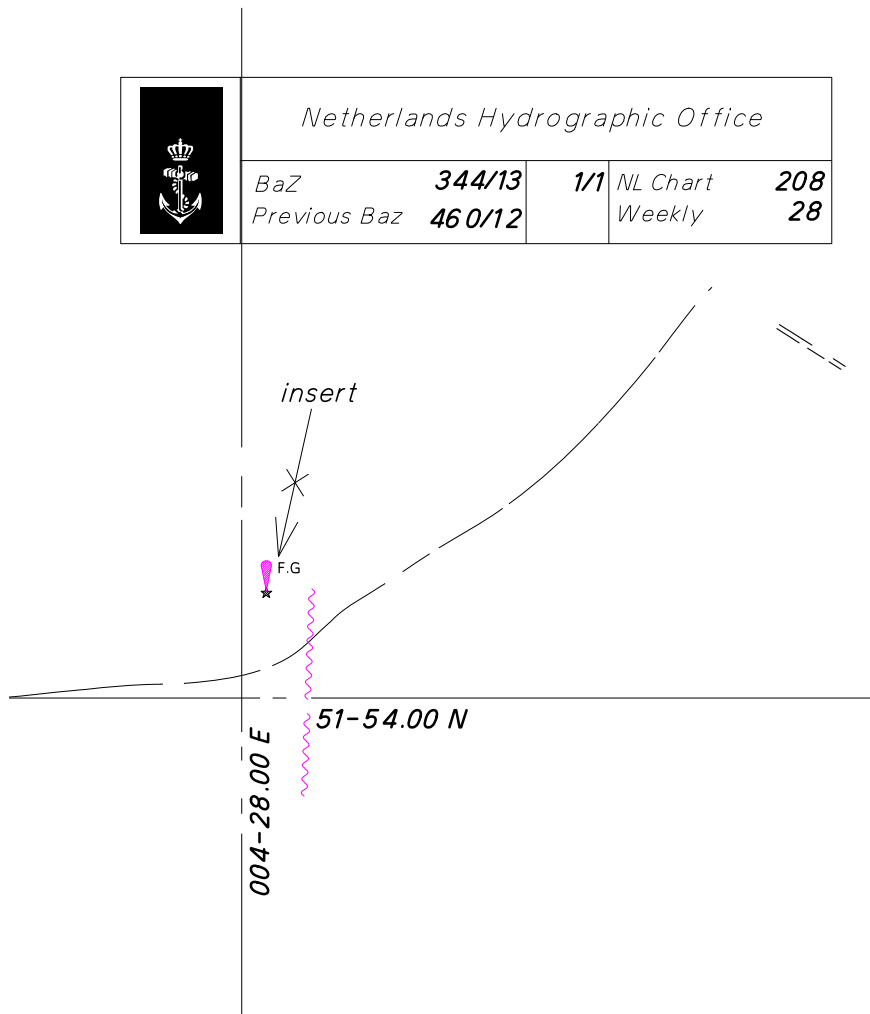 Netherlands Hydrographic Office
BaZ 344/13 1/1 NL Chart 208
Previous Baz 460/12 Weekly 28
insert
F.G
51-54.00 N
004-28.00 E